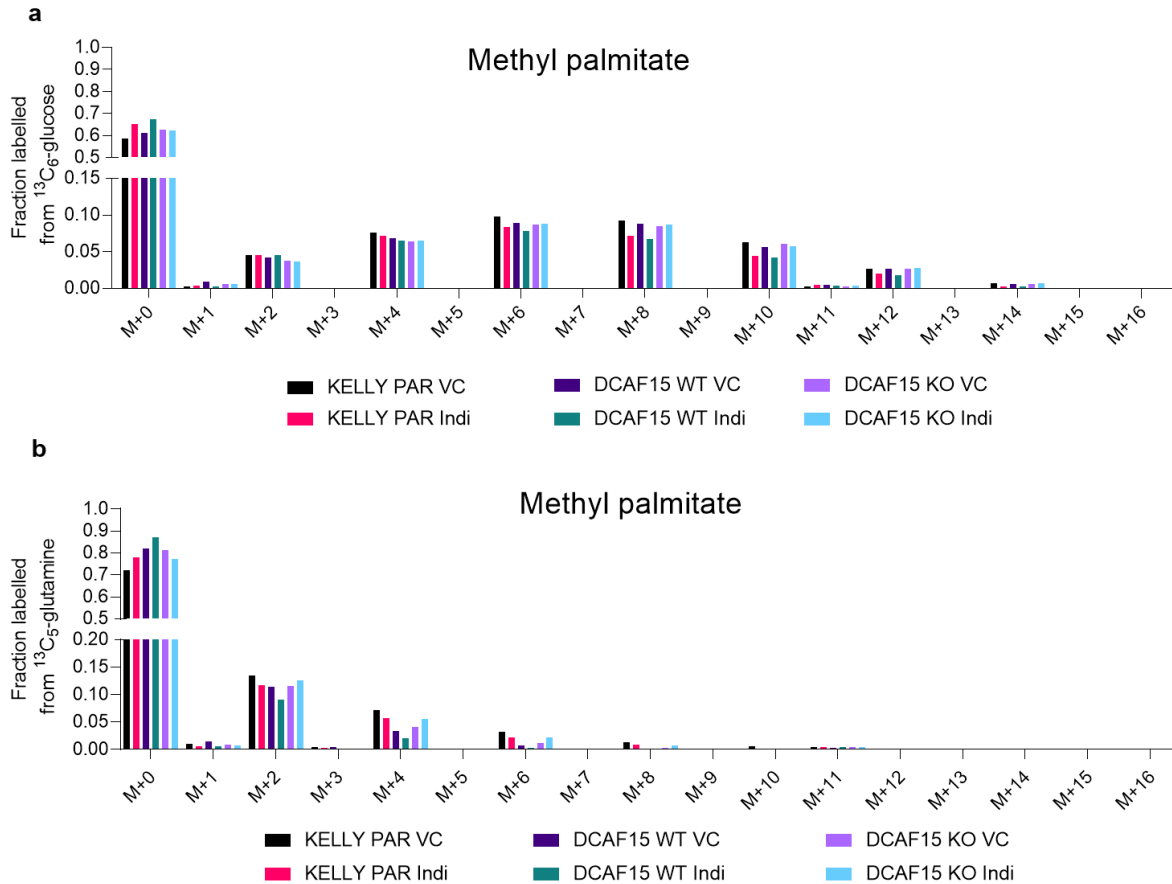 a
Methyl palmitate
Fraction labelled
from ¹³C₆-glucose
1.0
0.9
0.8
0.7
0.6
0.5
0.15
0.10
0.05
0.00
M+0 M+1 M+2 M+3 M+4 M+5 M+6 M+7 M+8 M+9 M+10 M+11 M+12 M+13 M+14 M+15 M+16
KELLY PAR VC DCAF15 WT VC DCAF15 KO VC
KELLY PAR Indi DCAF15 WT Indi DCAF15 KO Indi
b
Methyl palmitate
Fraction labelled
from ¹³C₅-glutamine
1.0
0.9
0.8
0.7
0.6
0.5
0.20
0.15
0.10
0.05
0.00
M+0 M+1 M+2 M+3 M+4 M+5 M+6 M+7 M+8 M+9 M+10 M+11 M+12 M+13 M+14 M+15 M+16
KELLY PAR VC DCAF15 WT VC DCAF15 KO VC
KELLY PAR Indi DCAF15 WT Indi DCAF15 KO Indi